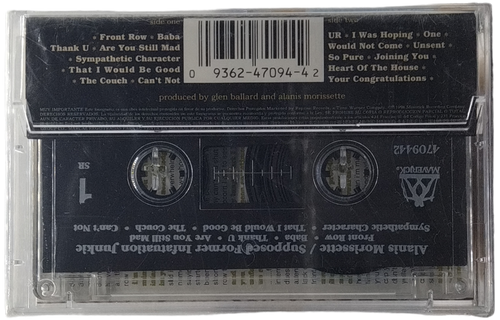 side one
Front Row • Baba
Thank U • Are You Still Mad
Sympathetic Character
That I Would Be Good
The Couch • Can't Not
0 9362-47094-4 2
side two
UR • I Was Hoping • One
Would Not Come • Unsent
So Pure • Joining You
Heart Of The House •
Your Congratulations
produced by glen ballard and alanis morissette
4709442
MAVERICK
1
SR
Alanis Morissette
Supposed Former Infatuation Junkie
Front Row • Baba • Thank U • Are You Still Mad
Sympathetic Character • That I Would Be Good • The Couch • Can't Not